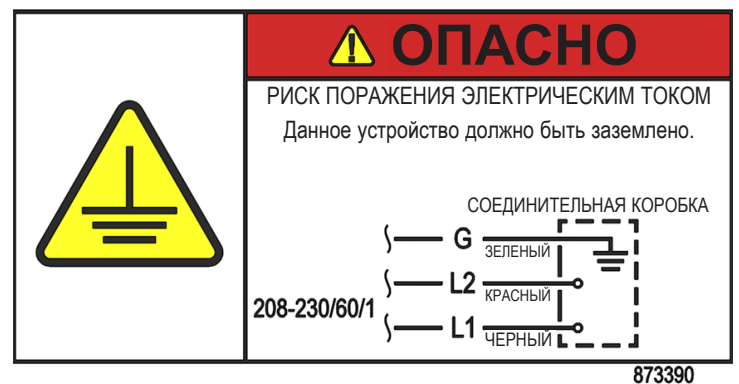 ОПАСНО
РИСК ПОРАЖЕНИЯ ЭЛЕКТРИЧЕСКИМ ТОКОМ
Данное устройство должно быть заземлено.
СОЕДИНИТЕЛЬНАЯ КОРОБКА
G ЗЕЛЕНЫЙ
L2 КРАСНЫЙ
208-230/60/1
L1 ЧЕРНЫЙ
873390